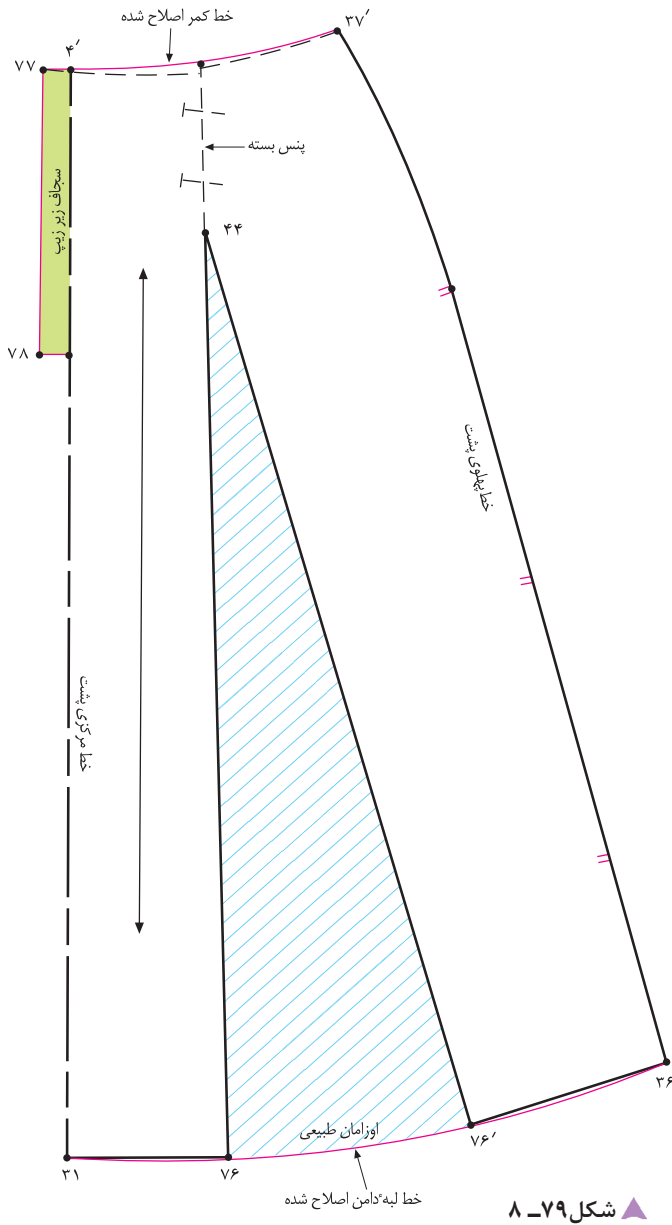 خط کمر اصلاح شده
۳۷′
۴′
۷۷
پنس بسته
سجاف زیر زیپ
۴۴
۷۸
خط پهلوی پشت
خط مرکزی پشت
۳۶
اوزامان طبیعی
۷۶′
۷۶
۳۱
خط لبهٔ دامن اصلاح شده
شکل ۷۹ـ ۸